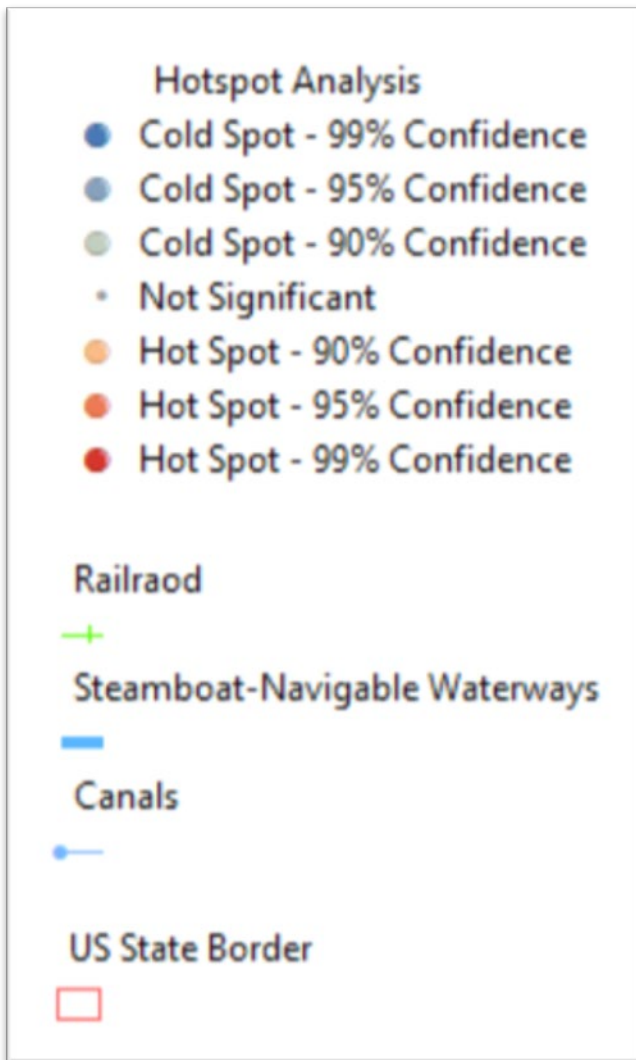 Hotspot Analysis
Cold Spot - 99% Confidence
Cold Spot - 95% Confidence
Cold Spot - 90% Confidence
Not Significant
Hot Spot - 90% Confidence
Hot Spot - 95% Confidence
Hot Spot - 99% Confidence
Railraod
Steamboat-Navigable Waterways
Canals
US State Border